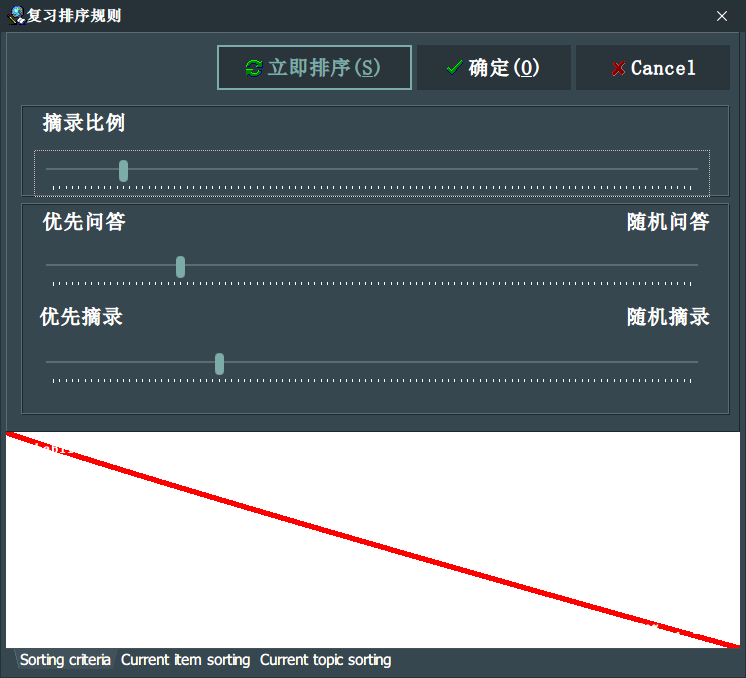 复习排序规则
立即排序(S) 确定(O) Cancel
摘录比例
优先问答 随机问答
优先摘录 随机摘录
Sorting criteria Current item sorting Current topic sorting